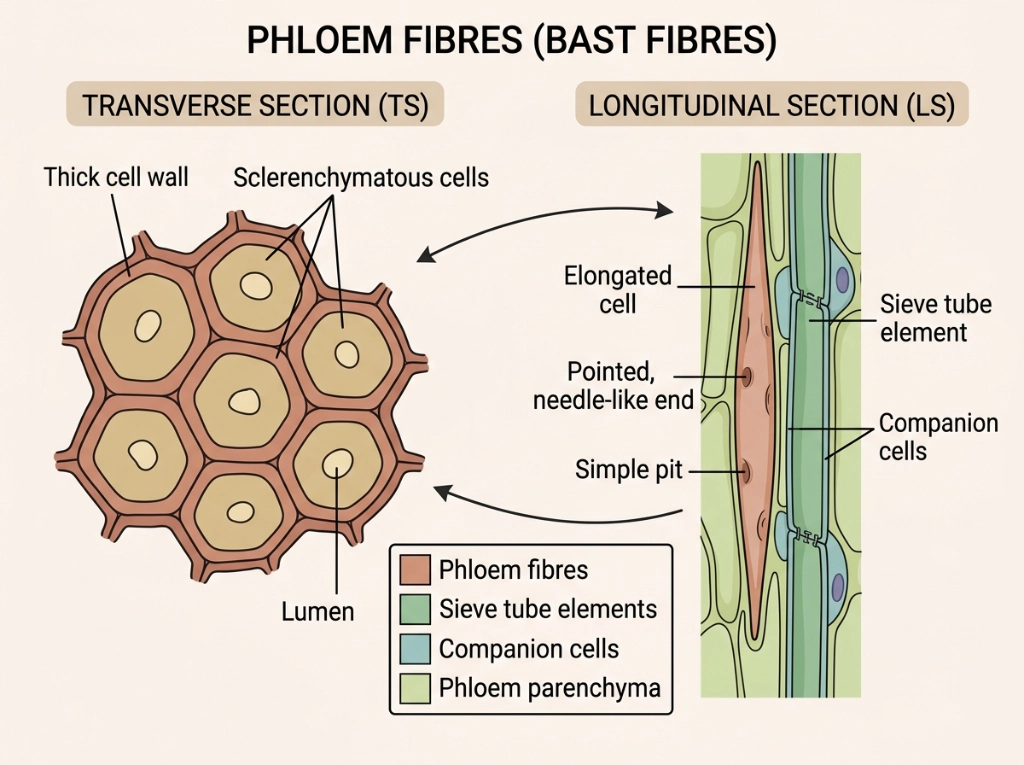 PHLOEM FIBRES (BAST FIBRES)
TRANSVERSE SECTION (TS)
Thick cell wall
Sclerenchymatous cells
Lumen
LONGITUDINAL SECTION (LS)
Elongated
cell
Pointed,
needle-like end
Simple pit
Sieve tube
element
Companion
cells
Phloem fibres
Sieve tube elements
Companion cells
Phloem parenchyma